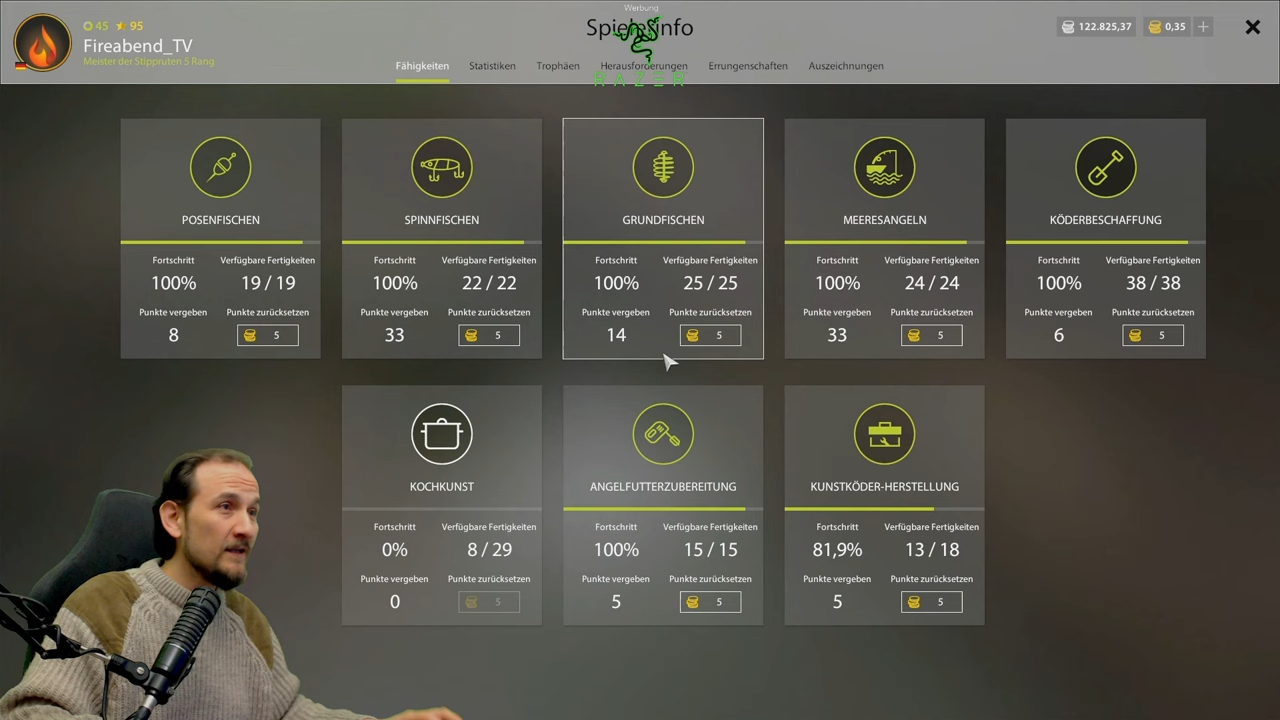 Werbung
45 95
Fireabend_TV
Meister der Stippruten 5 Rang
122.825,37
0,35
RAZER
Fähigkeiten
Statistiken
Trophäen
Herausforderungen
Errungenschaften
Auszeichnungen
POSENFISCHEN
Fortschritt Verfügbare Fertigkeiten
100% 19 / 19
Punkte vergeben Punkte zurücksetzen
8 5
SPINNFISCHEN
Fortschritt Verfügbare Fertigkeiten
100% 22 / 22
Punkte vergeben Punkte zurücksetzen
33 5
GRUNDFISCHEN
Fortschritt Verfügbare Fertigkeiten
100% 25 / 25
Punkte vergeben Punkte zurücksetzen
14 5
MEERESANGELN
Fortschritt Verfügbare Fertigkeiten
100% 24 / 24
Punkte vergeben Punkte zurücksetzen
33 5
KÖDERBESCHAFFUNG
Fortschritt Verfügbare Fertigkeiten
100% 38 / 38
Punkte vergeben Punkte zurücksetzen
6 5
KOCHKUNST
Fortschritt Verfügbare Fertigkeiten
0% 8 / 29
Punkte vergeben Punkte zurücksetzen
0 5
ANGELFUTTERZUBEREITUNG
Fortschritt Verfügbare Fertigkeiten
100% 15 / 15
Punkte vergeben Punkte zurücksetzen
5 5
KUNSTKÖDER-HERSTELLUNG
Fortschritt Verfügbare Fertigkeiten
81,9% 13 / 18
Punkte vergeben Punkte zurücksetzen
5 5